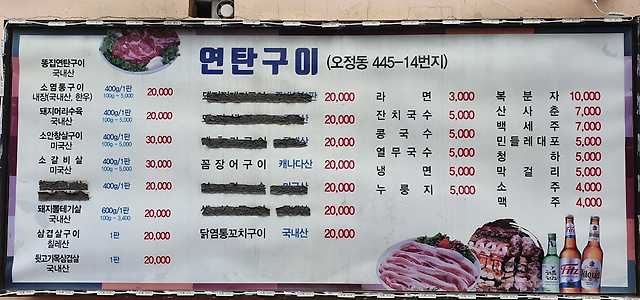 연탄구이 (오정동 445-14번지)
똥집연탄구이
국내산
소염통구이 400g/1판 20,000
내장(국내산, 한우) 100g = 5,000
돼지머리수육 400g/1판 20,000
국내산 100g = 5,000
소안창살구이 400g/1판 30,000
미국산 100g = 5,000
소갈비살 400g/1판 30,000
미국산 100g = 5,000
400g/1판 20,000
돼지뽈테기살 600g/1판 20,000
국내산 100g = 3,400
삼겹살구이 1판 20,000
칠레산
뒷고기목삼겹살 1판 20,000
국내산
20,000
20,000
20,000
꼼장어구이 캐나다산 20,000
20,000
20,000
닭염통꼬치구이 국내산 20,000
라면 3,000
잔치국수 5,000
콩국수 5,000
열무국수 5,000
냉면 5,000
누룽지 5,000
복분자 10,000
산사춘 7,000
백세주 7,000
민들레대포 5,000
청하 5,000
막걸리 5,000
소주 4,000
맥주 4,000
Fitz